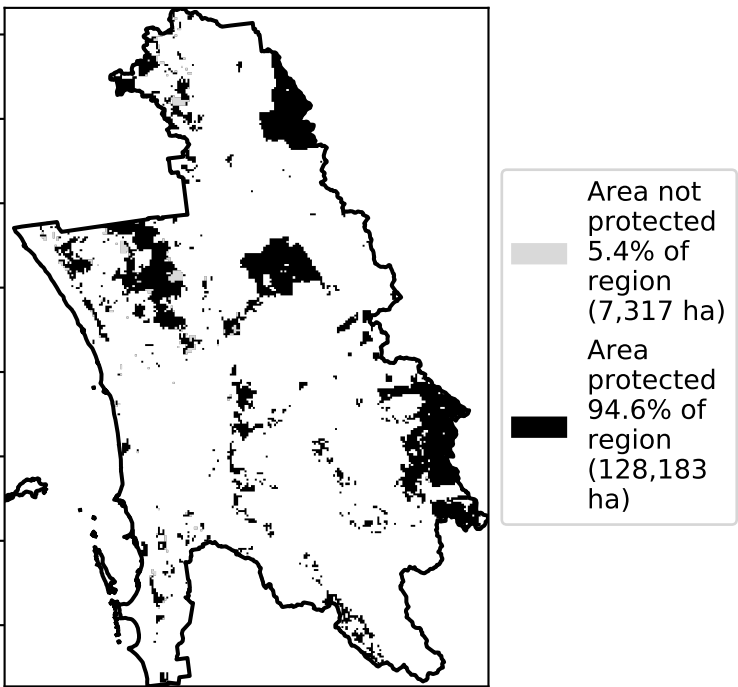 Area not
protected
5.4% of
region
(7,317 ha)
Area
protected
94.6% of
region
(128,183
ha)